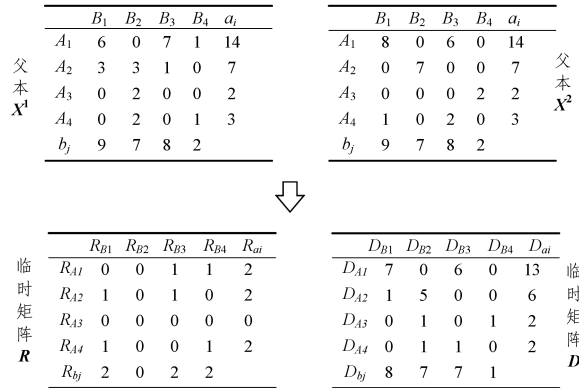 B1 B2 B3 B4 ai
A1 6 0 7 1 14
A2 3 3 1 0 7
A3 0 2 0 0 2
A4 0 2 0 1 3
bj 9 7 8 2
父本X¹
B1 B2 B3 B4 ai
A1 8 0 6 0 14
A2 0 7 0 0 7
A3 0 0 0 2 2
A4 1 0 2 0 3
bj 9 7 8 2
父本X²
RB1 RB2 RB3 RB4 Rai
RA1 0 0 1 1 2
RA2 1 0 1 0 2
RA3 0 0 0 0 0
RA4 1 0 0 1 2
Rbj 2 0 2 2
临时矩阵R
DB1 DB2 DB3 DB4 Dai
DA1 7 0 6 0 13
DA2 1 5 0 0 6
DA3 0 1 0 1 2
DA4 0 1 1 0 2
Dbj 8 7 7 1
临时矩阵D